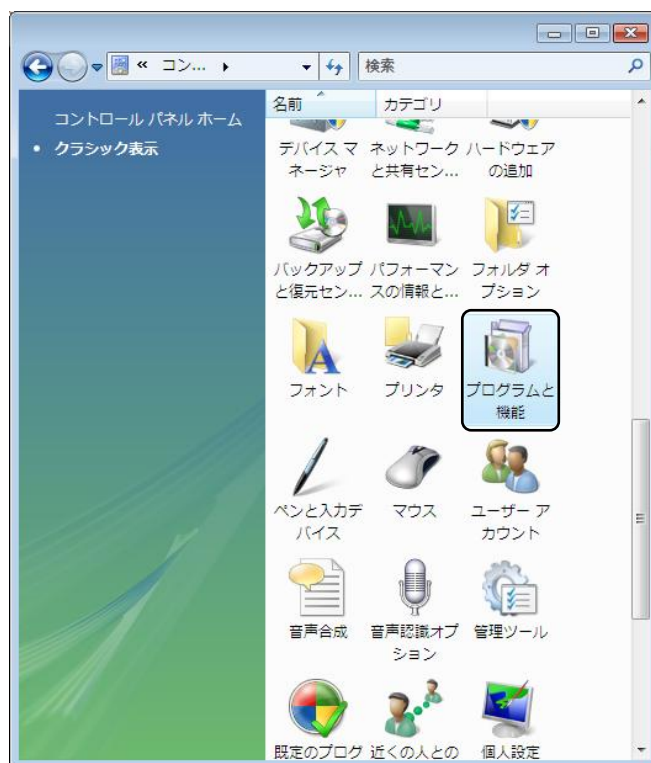 « コン...
検索
コントロール パネル ホーム
• クラシック表示
名前 カテゴリ
デバイス マ ネットワーク ハードウェア
ネージャ と共有セン... の追加
バックアップ パフォーマン フォルダ オ
と復元セン... スの情報と... プション
フォント プリンタ プログラムと
機能
ペンと入力デ マウス ユーザー ア
バイス カウント
音声合成 音声認識オプ 管理ツール
ション
既定のプログ 近くの人との 個人設定